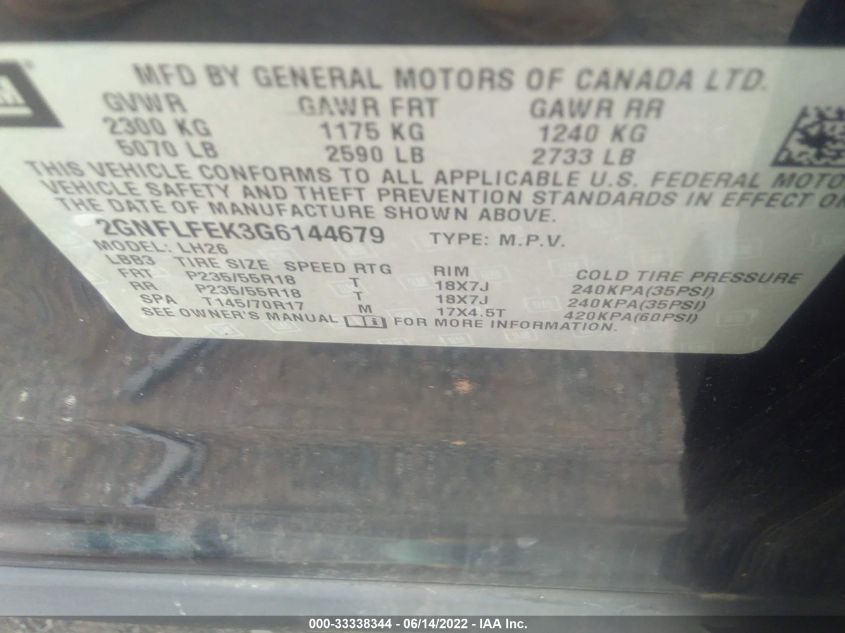 GM ®
MFD BY GENERAL MOTORS OF CANADA LTD.
GVWR GAWR FRT GAWR RR
2300 KG 1175 KG 1240 KG
5070 LB 2590 LB 2733 LB
THIS VEHICLE CONFORMS TO ALL APPLICABLE U.S. FEDERAL MOTO
VEHICLE SAFETY AND THEFT PREVENTION STANDARDS IN EFFECT ON
THE DATE OF MANUFACTURE SHOWN ABOVE.
2GNFLFEK3G6144679 TYPE: M.P.V.
MODEL: LH26
LBB3 TIRE SIZE SPEED RTG RIM COLD TIRE PRESSURE
FRT P235/55R18 T 18X7J 240KPA(35PSI)
RR P235/55R18 T 18X7J 240KPA(35PSI)
SPA T145/70R17 M 17X4.5T 420KPA(60PSI)
SEE OWNER'S MANUAL FOR MORE INFORMATION.
000-33338344 - 06/14/2022 - IAA Inc.